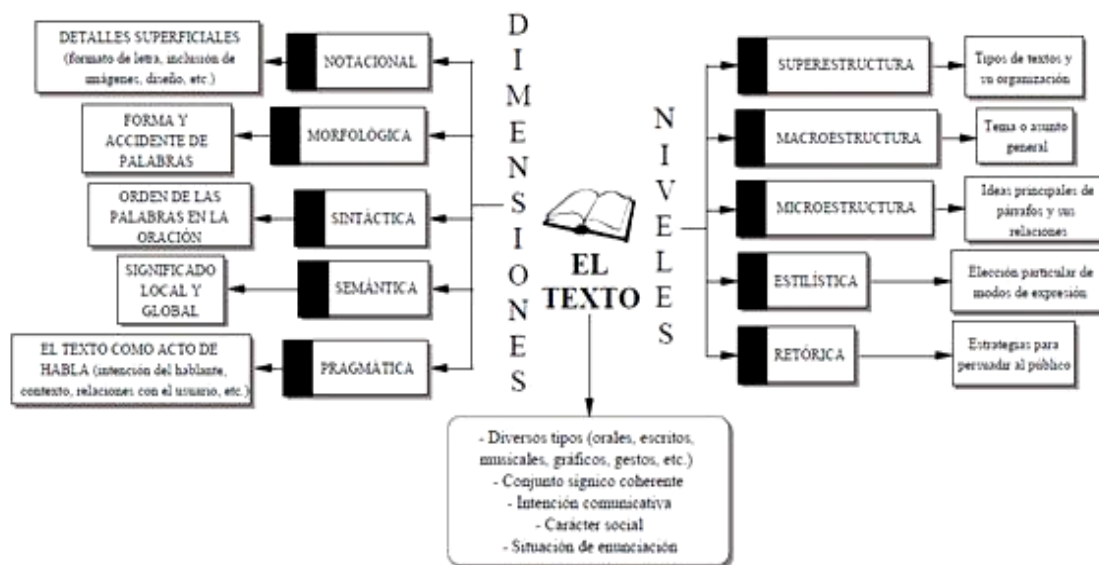 DIMENSIONES
DETALLES SUPERFICIALES
(formato de letra, inclusión de
imágenes, diseño, etc.)
NOTACIONAL
FORMA Y
ACCIDENTE DE
PALABRAS
MORFOLÓGICA
ORDEN DE LAS
PALABRAS EN LA
ORACIÓN
SINTÁCTICA
SIGNIFICADO
LOCAL Y
GLOBAL
SEMÁNTICA
EL TEXTO COMO ACTO DE
HABLA (intención del hablante,
contexto, relaciones con el usuario, etc.)
PRAGMÁTICA
EL
TEXTO
NIVELES
SUPERESTRUCTURA
Tipos de textos y
su organización
MACROESTRUCTURA
Tema o asunto
general
MICROESTRUCTURA
Ideas principales de
párrafos y sus
relaciones
ESTILÍSTICA
Elección particular de
modos de expresión
RETÓRICA
Estrategias para
persuadir al público
- Diversos tipos (orales, escritos,
musicales, gráficos, gestos, etc.)
- Conjunto sígnico coherente
- Intención comunicativa
- Carácter social
- Situación de enunciación